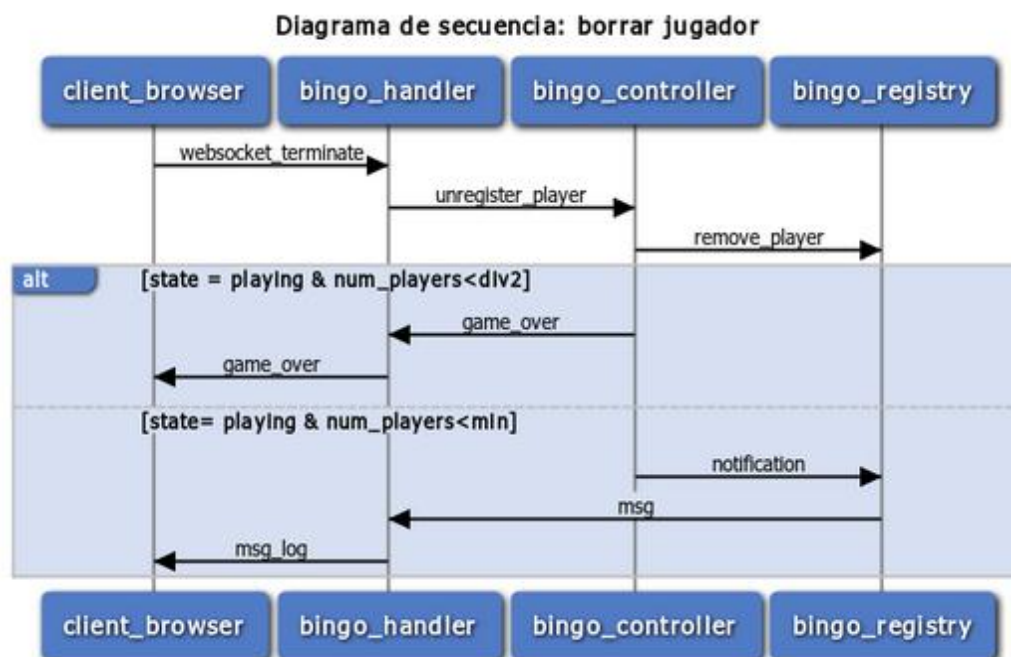 Diagrama de secuencia: borrar jugador
client_browser bingo_handler bingo_controller bingo_registry
websocket_terminate
unregister_player
remove_player
alt [state = playing & num_players<div2]
game_over
game_over
[state= playing & num_players<min]
notification
msg
msg_log
client_browser bingo_handler bingo_controller bingo_registry